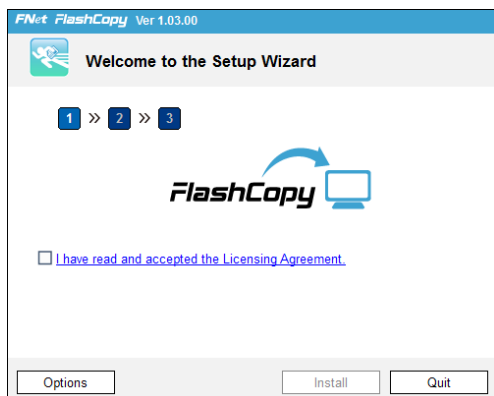 FNet FlashCopy Ver 1.03.00
Welcome to the Setup Wizard
1 » 2 » 3
FlashCopy
I have read and accepted the Licensing Agreement.
Options Install Quit